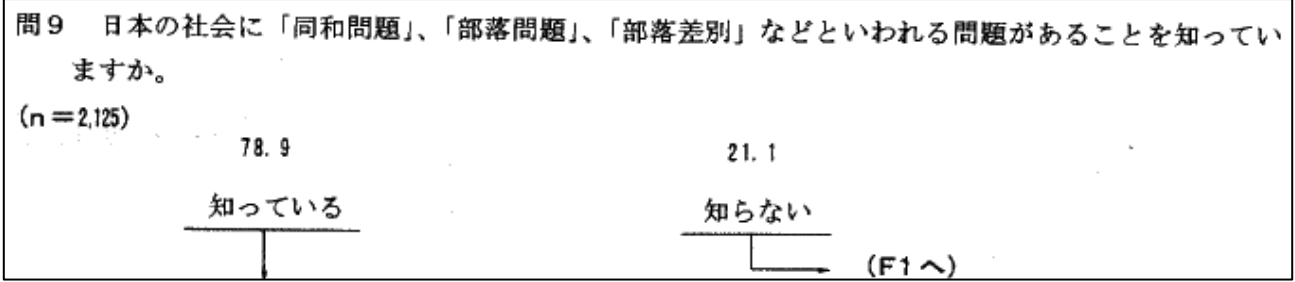 問９　日本の社会に「同和問題」、「部落問題」、「部落差別」などといわれる問題があることを知ってい
ますか。
(n＝2,125)
78.9　21.1
知っている　知らない
(F1へ)